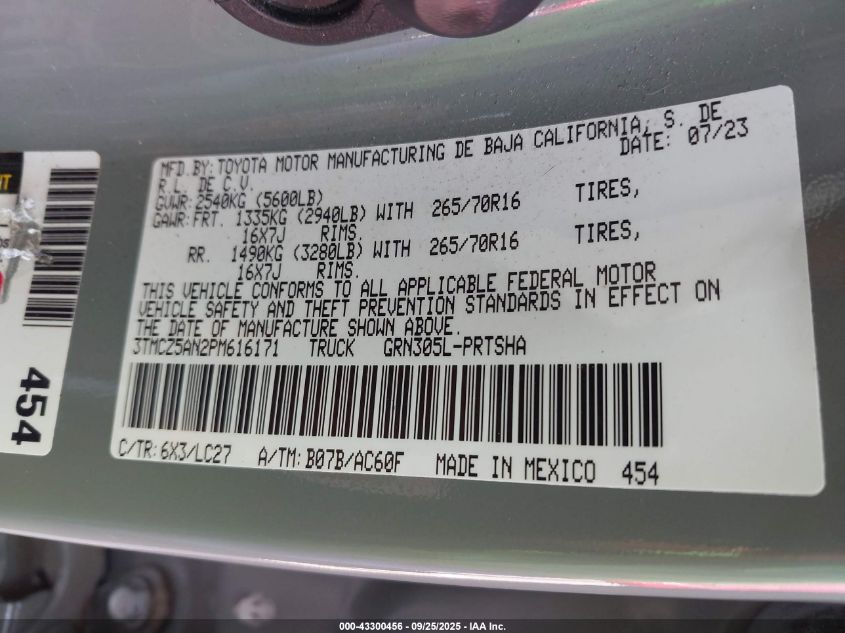 MFD.BY: TOYOTA MOTOR MANUFACTURING DE BAJA CALIFORNIA, S. DE
R.L. DE C.V. DATE: 07/23
GVWR: 2540KG (5600LB)
GAWR: FRT. 1335KG (2940LB) WITH 265/70R16 TIRES,
16X7J RIMS.
RR. 1490KG (3280LB) WITH 265/70R16 TIRES,
16X7J RIMS.
THIS VEHICLE CONFORMS TO ALL APPLICABLE FEDERAL MOTOR
VEHICLE SAFETY AND THEFT PREVENTION STANDARDS IN EFFECT ON
THE DATE OF MANUFACTURE SHOWN ABOVE.
3TMCZ5AN2PM616171 TRUCK GRN305L-PRTSHA
C/TR: 6X3/LC27 A/TM: B07B/AC60F MADE IN MEXICO 454
454
000-43300456 - 09/25/2025 - IAA Inc.